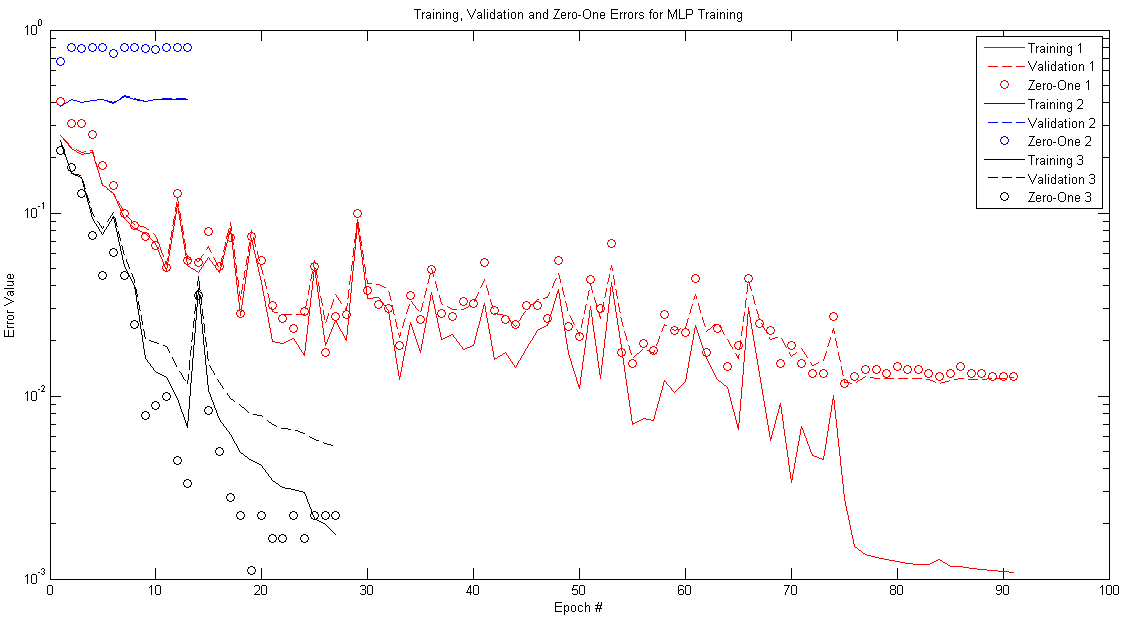 Training, Validation and Zero-One Errors for MLP Training
10^0
10^-1
10^-2
10^-3
Error Value
0 10 20 30 40 50 60 70 80 90 100
Epoch #
Training 1
Validation 1
Zero-One 1
Training 2
Validation 2
Zero-One 2
Training 3
Validation 3
Zero-One 3